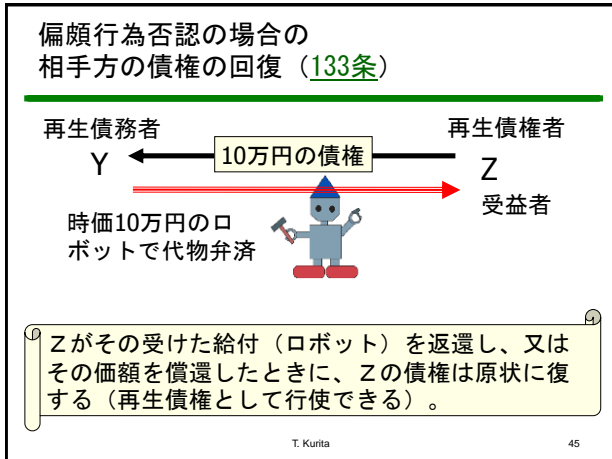 偏頗行為否認の場合の
相手方の債権の回復（133条）
再生債務者
再生債権者
10万円の債権
Y
Z
受益者
時価10万円のロ
ボットで代物弁済
Ｚがその受けた給付（ロボット）を返還し、又は
その価額を償還したときに、Ｚの債権は原状に復
する（再生債権として行使できる）。
T. Kurita
45